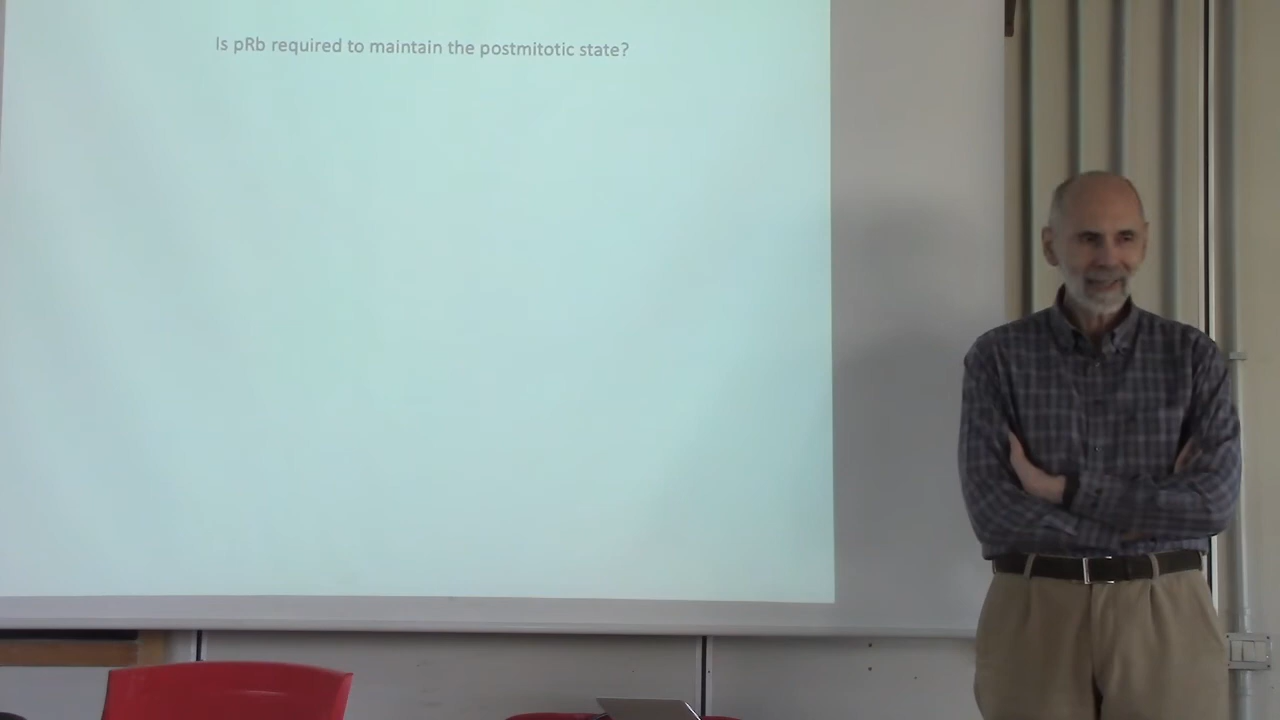 Is pRb required to maintain the postmitotic state?